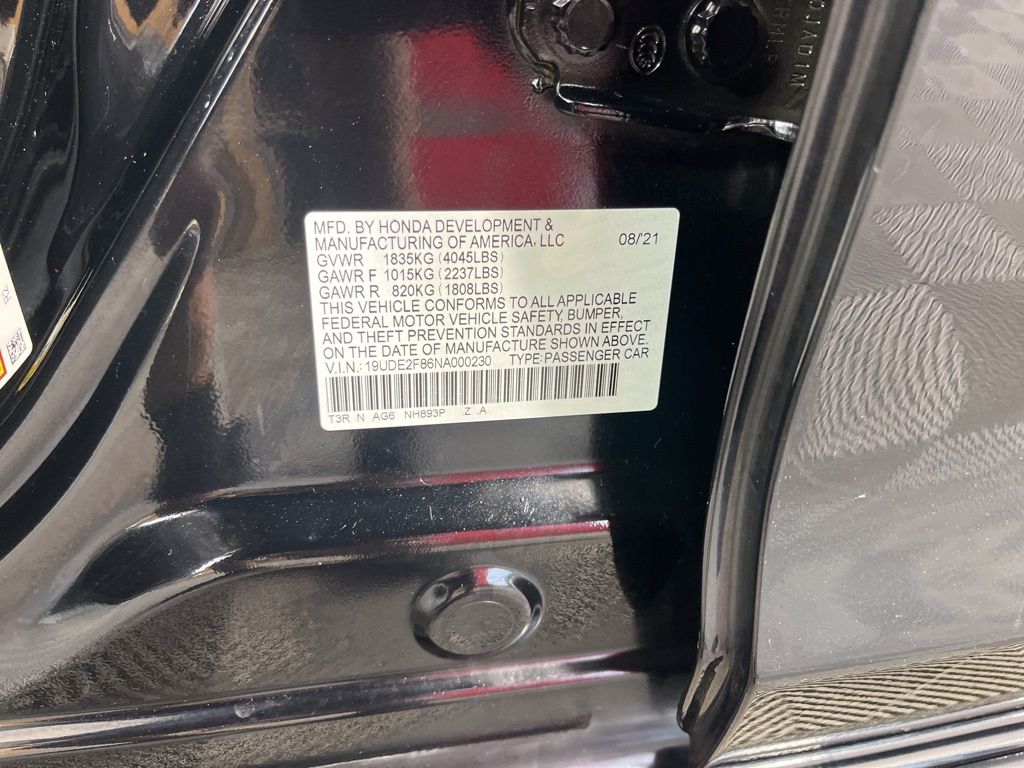 MFD. BY HONDA DEVELOPMENT &
MANUFACTURING OF AMERICA, LLC 08/'21
GVWR 1835KG (4045LBS)
GAWR F 1015KG (2237LBS)
GAWR R 820KG (1808LBS)
THIS VEHICLE CONFORMS TO ALL APPLICABLE
FEDERAL MOTOR VEHICLE SAFETY, BUMPER,
AND THEFT PREVENTION STANDARDS IN EFFECT
ON THE DATE OF MANUFACTURE SHOWN ABOVE.
V.I.N.: 19UDE2F86NA000230 TYPE: PASSENGER CAR
T3R N AG6 NH893P Z A